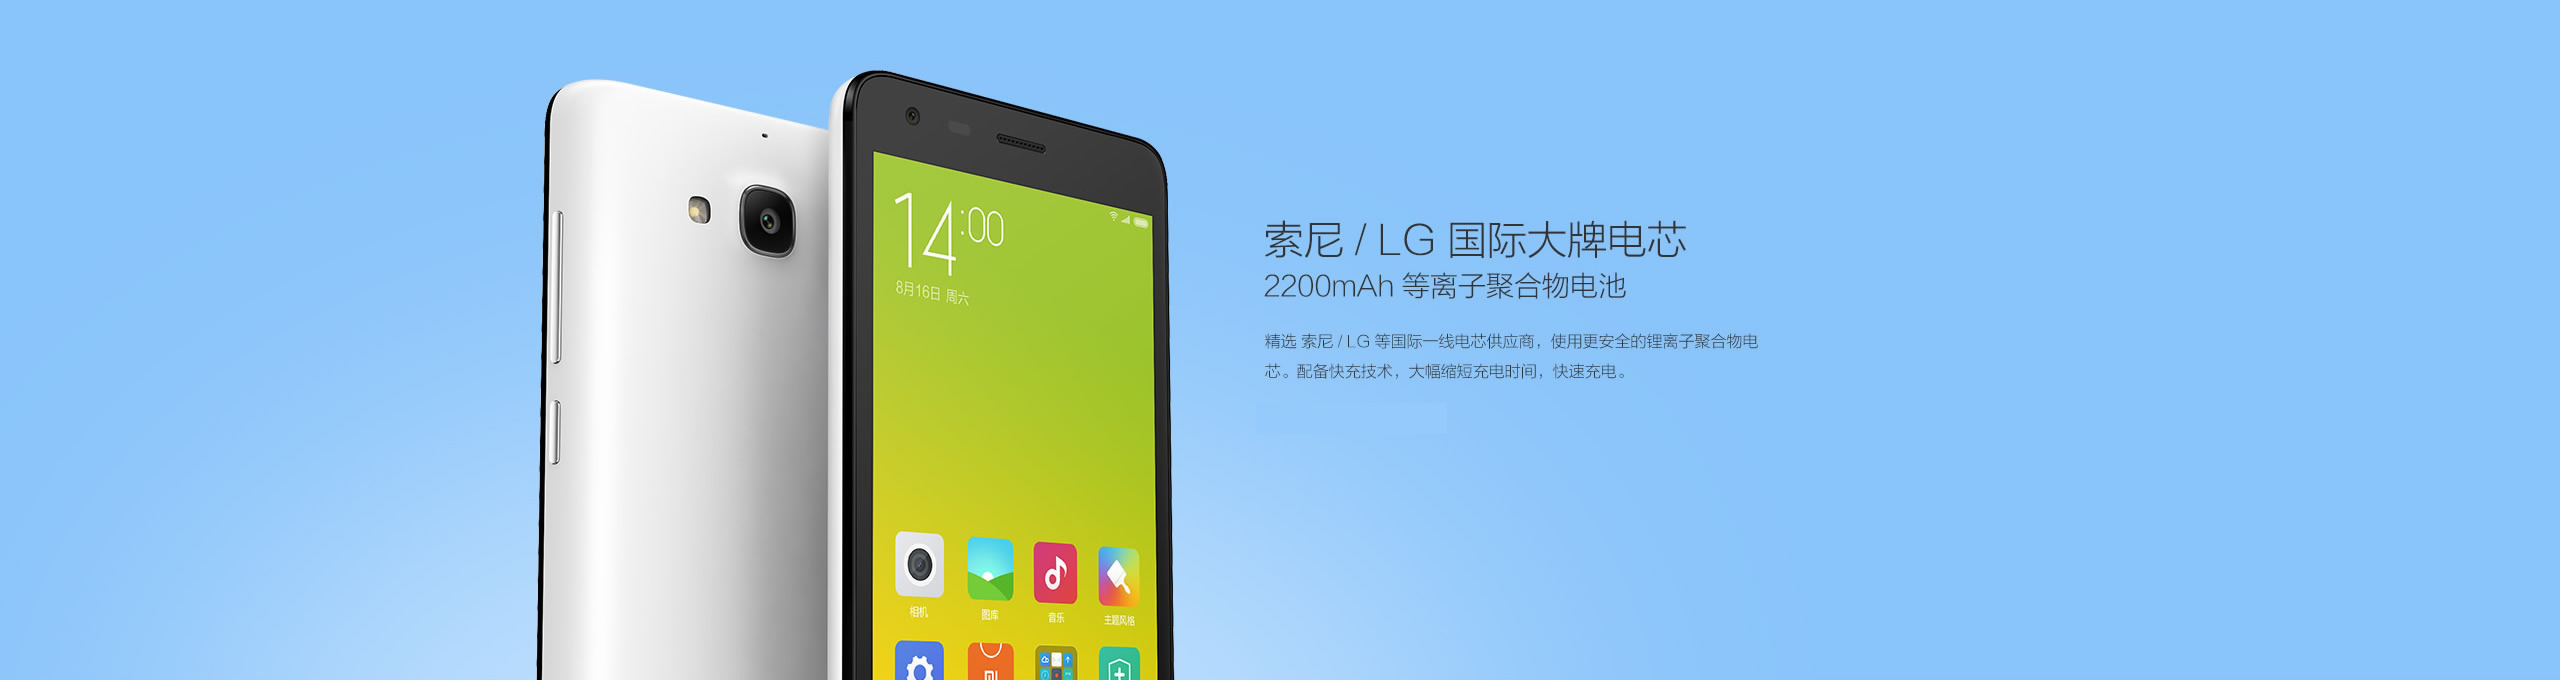 14:00
8月16日 周六
相机
图库
音乐
主题风格
索尼 / LG 国际大牌电芯
2200mAh 等离子聚合物电池
精选 索尼 / LG 等国际一线电芯供应商，使用更安全的锂离子聚合物电
芯。配备快充技术，大幅缩短充电时间，快速充电。